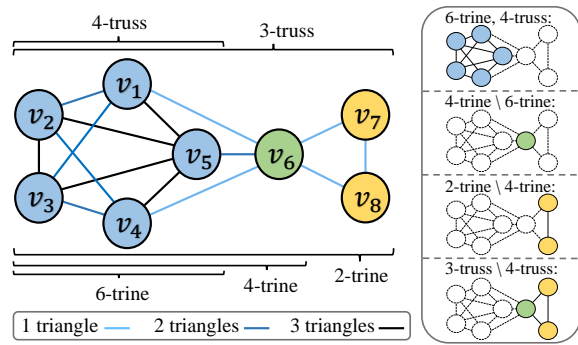 4-truss
3-truss
v₁
v₂
v₃
v₄
v₅
v₆
v₇
v₈
6-trine
4-trine
2-trine
1 triangle
2 triangles
3 triangles
6-trine, 4-truss:
4-trine \ 6-trine:
2-trine \ 4-trine:
3-truss \ 4-truss: